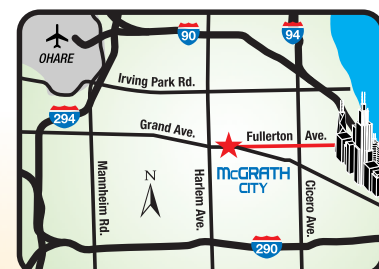 90
94
OHARE
Irving Park Rd.
294
Grand Ave.
Fullerton Ave.
McGRATH
CITY
N
Mannheim Rd.
Harlem Ave.
Cicero Ave.
290